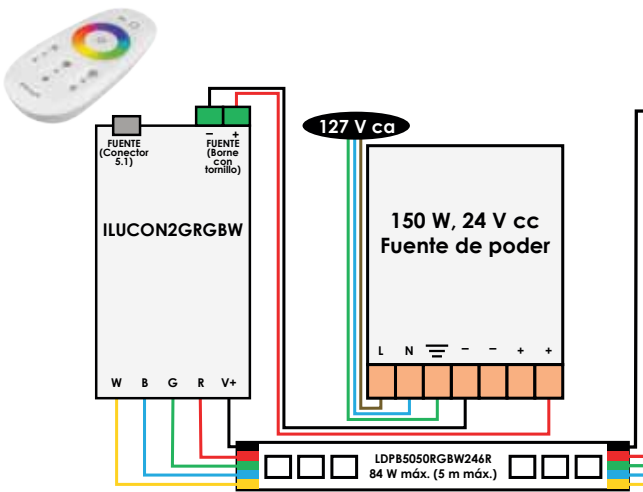 127 V ca
− +
FUENTE
(Conector
5.1)
FUENTE
(Borne
con
tornillo)
ILUCON2GRGBW
150 W, 24 V cc
Fuente de poder
L N − − + +
W B G R V+
LDPB5050RGBW246R
84 W máx. (5 m máx.)